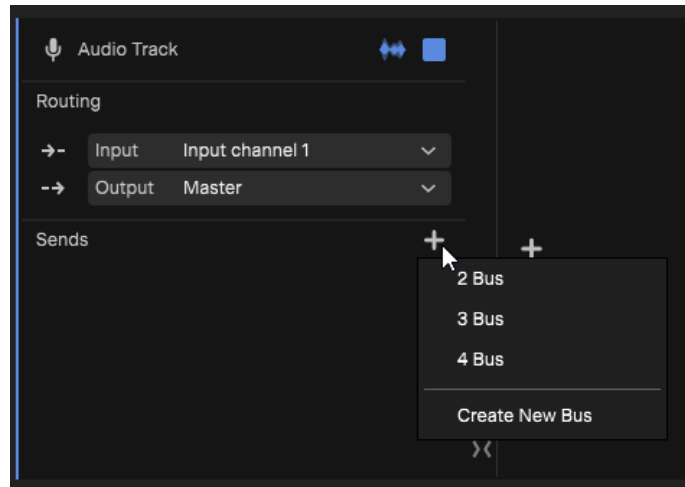 Audio Track
Routing
Input Input channel 1
Output Master
Sends
2 Bus
3 Bus
4 Bus
Create New Bus